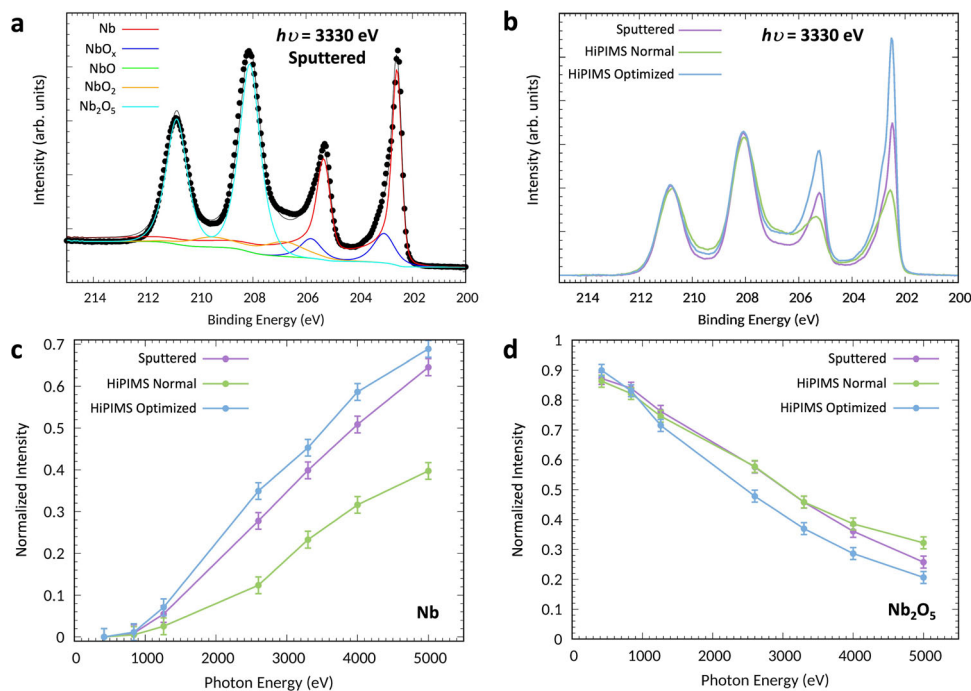 a
hυ = 3330 eV
Sputtered
Nb
NbOₓ
NbO
NbO₂
Nb₂O₅
Intensity (arb. units)
214 212 210 208 206 204 202 200
Binding Energy (eV)
b
hυ = 3330 eV
Sputtered
HiPIMS Normal
HiPIMS Optimized
Intensity (arb. units)
214 212 210 208 206 204 202 200
Binding Energy (eV)
c
Sputtered
HiPIMS Normal
HiPIMS Optimized
Normalized Intensity
0.7
0.6
0.5
0.4
0.3
0.2
0.1
0
0 1000 2000 3000 4000 5000
Photon Energy (eV)
Nb
d
Sputtered
HiPIMS Normal
HiPIMS Optimized
Normalized Intensity
1
0.9
0.8
0.7
0.6
0.5
0.4
0.3
0.2
0.1
0
0 1000 2000 3000 4000 5000
Photon Energy (eV)
Nb₂O₅